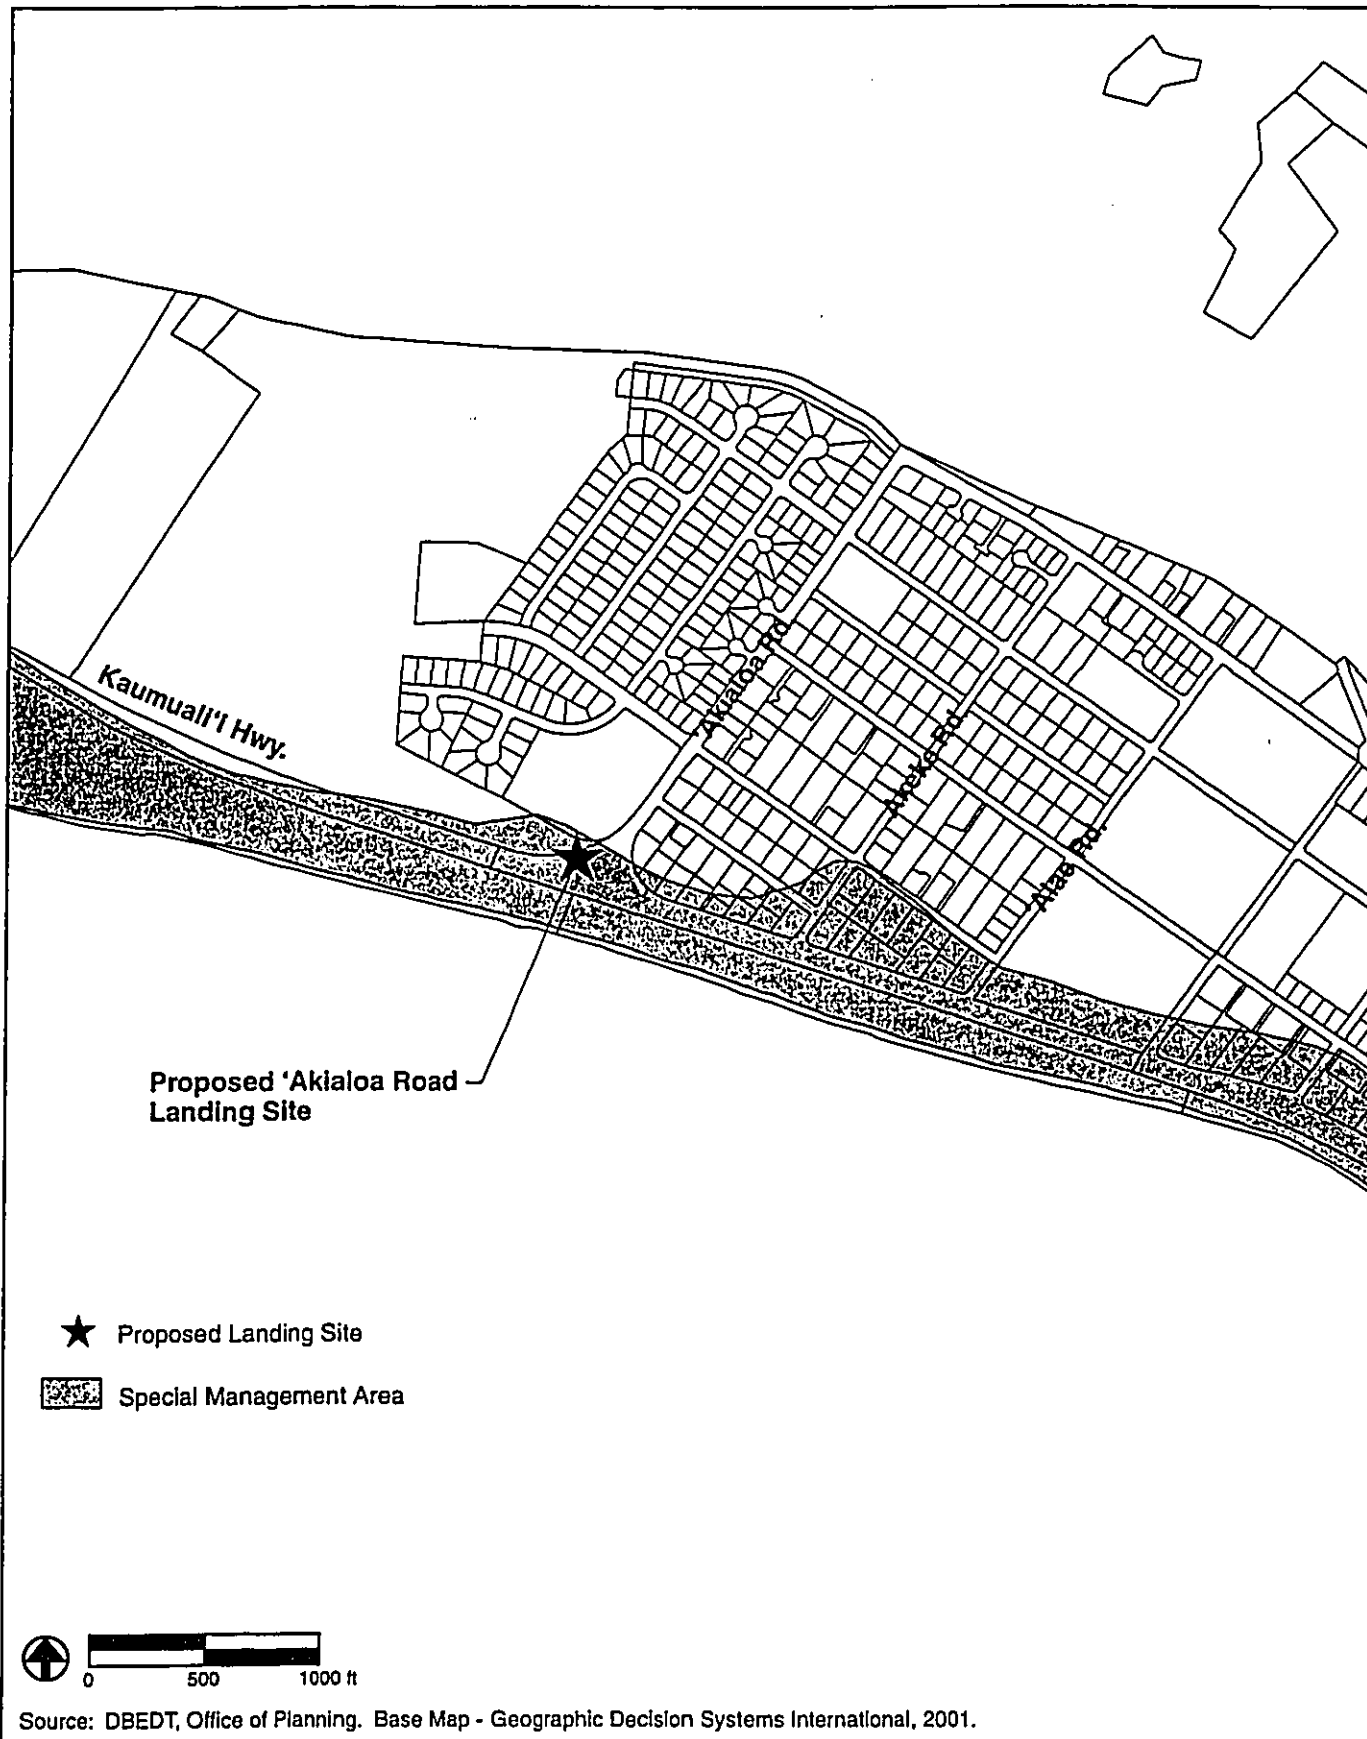 Kaumuali'i Hwy.
'Akialoa Rd.
Akeke Rd.
'Alae Rd.
Proposed 'Akialoa Road
Landing Site
Proposed Landing Site
Special Management Area
0 500 1000 ft
Source: DBEDT, Office of Planning. Base Map - Geographic Decision Systems International, 2001.